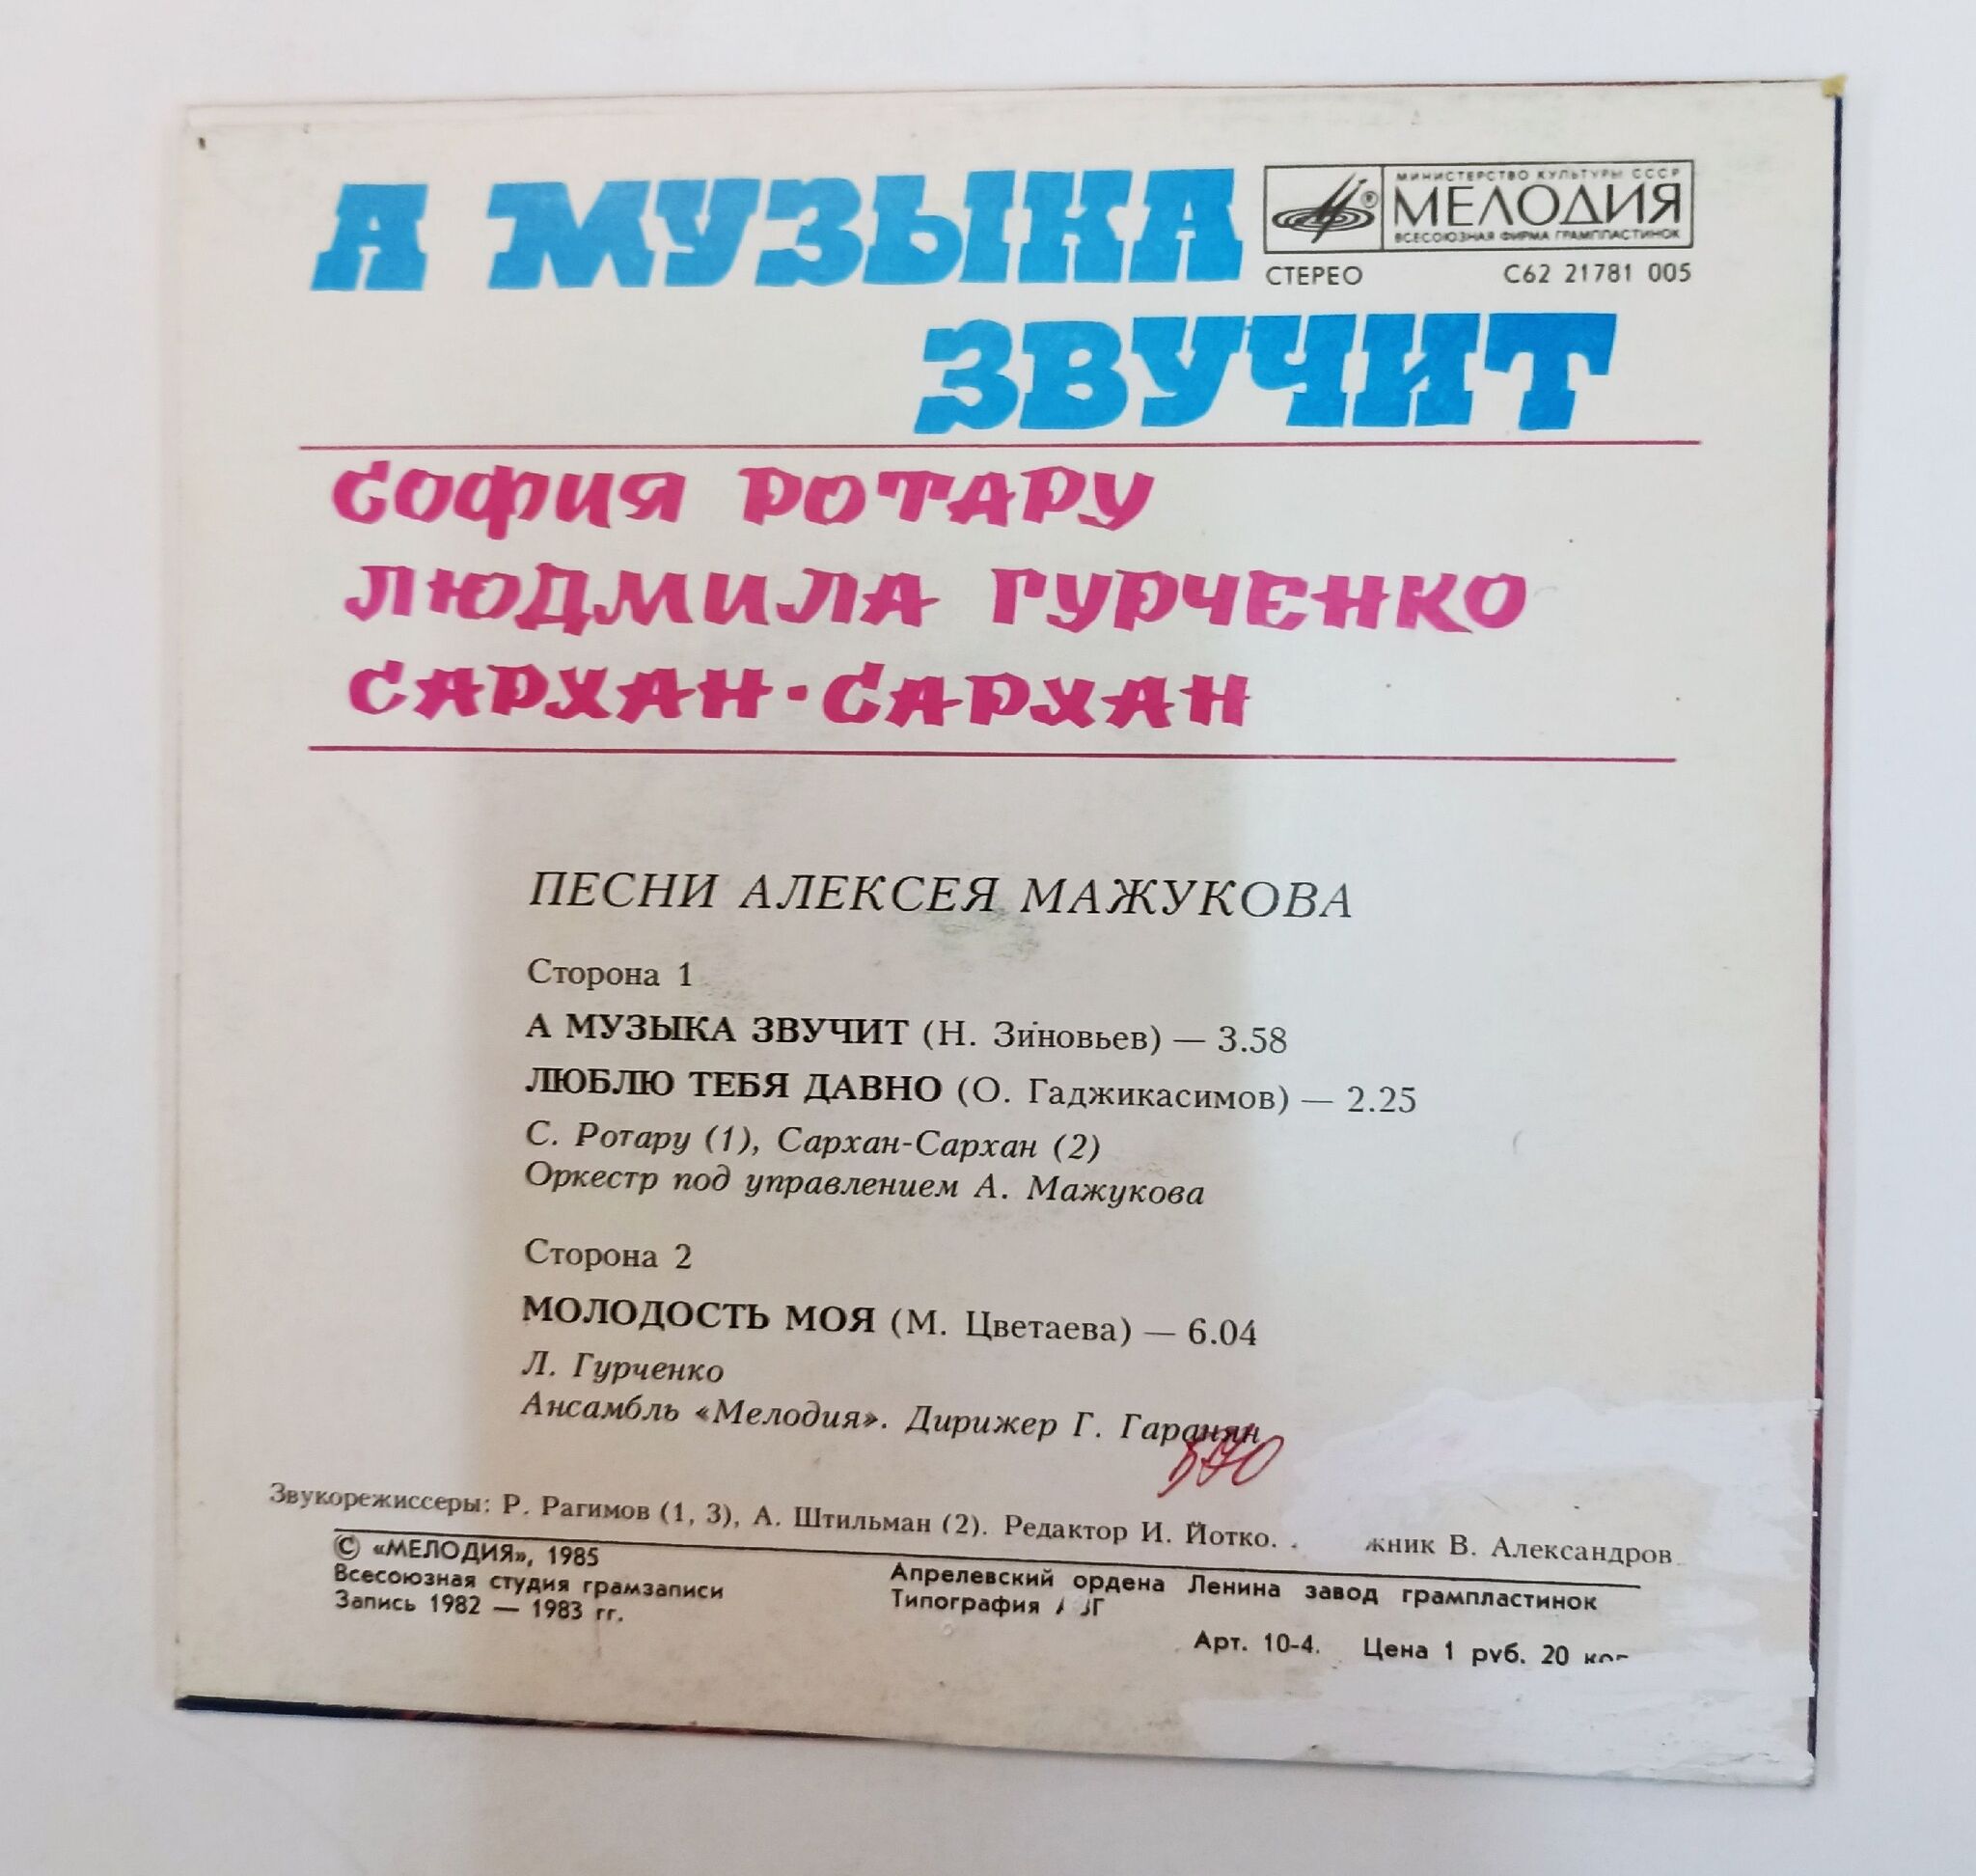 А МУЗЫКА
ЗВУЧИТ
МИНИСТЕРСТВО КУЛЬТУРЫ СССР
МЕЛОДИЯ
ВСЕСОЮЗНАЯ ФИРМА ГРАМПЛАСТИНОК
СТЕРЕО С62 21781 005
СОФИЯ РОТАРУ
ЛЮДМИЛА ГУРЧЕНКО
САРХАН-САРХАН
ПЕСНИ АЛЕКСЕЯ МАЖУКОВА
Сторона 1
А МУЗЫКА ЗВУЧИТ (Н. Зиновьев) — 3.58
ЛЮБЛЮ ТЕБЯ ДАВНО (О. Гаджикасимов) — 2.25
С. Ротару (1), Сархан-Сархан (2)
Оркестр под управлением А. Мажукова
Сторона 2
МОЛОДОСТЬ МОЯ (М. Цветаева) — 6.04
Л. Гурченко
Ансамбль «Мелодия». Дирижер Г. Гаранян
Звукорежиссеры: Р. Рагимов (1, 3), А. Штильман (2). Редактор И. Йотко. В. Александров
© «МЕЛОДИЯ», 1985
Всесоюзная студия грамзаписи
Запись 1982 — 1983 гг.
Апрелевский ордена Ленина завод грампластинок
Типография
Арт. 10-4. Цена 1 руб. 20